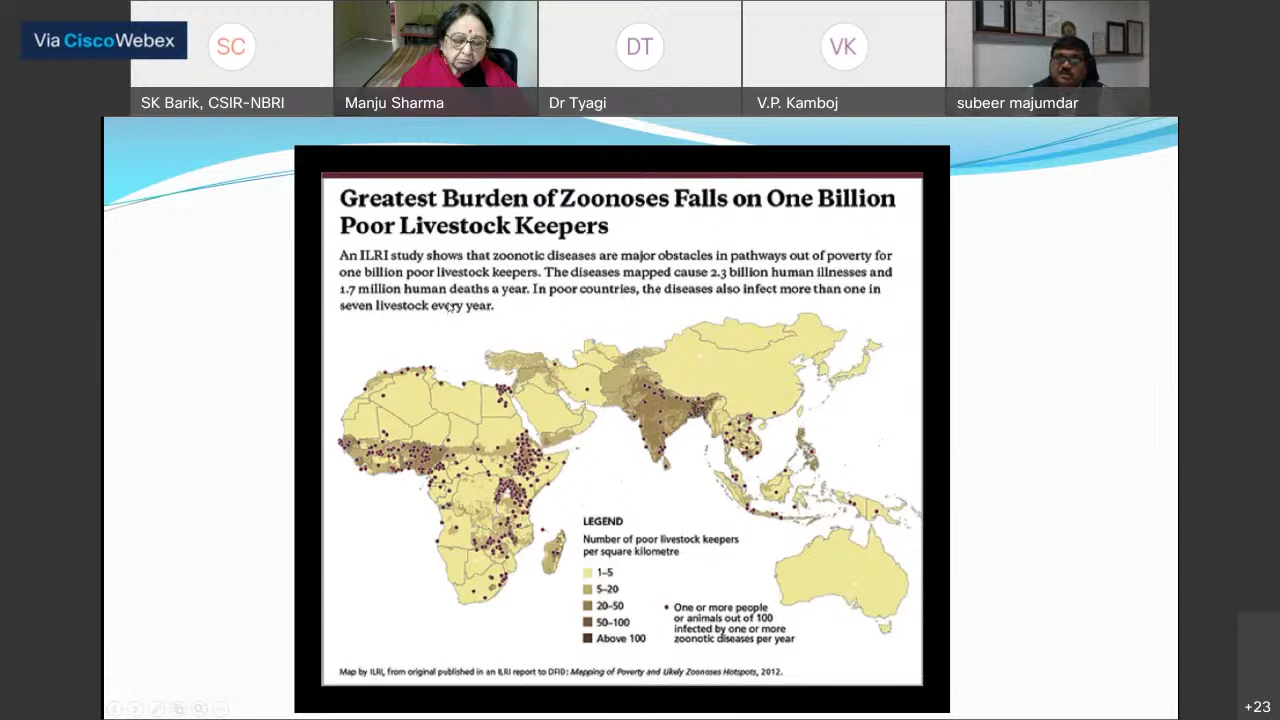 Via CiscoWebex
SC
DT
VK
SK Barik, CSIR-NBRI
Manju Sharma
Dr Tyagi
V.P. Kamboj
subeer majumdar
Greatest Burden of Zoonoses Falls on One Billion
Poor Livestock Keepers
An ILRI study shows that zoonotic diseases are major obstacles in pathways out of poverty for
one billion poor livestock keepers. The diseases mapped cause 2.3 billion human illnesses and
1.7 million human deaths a year. In poor countries, the diseases also infect more than one in
seven livestock every year.
LEGEND
Number of poor livestock keepers
per square kilometre
1–5
5–20
20–50
50–100
Above 100
• One or more people
or animals out of 100
infected by one or more
zoonotic diseases per year
Map by ILRI, from original published in an ILRI report to DFID: Mapping of Poverty and Likely Zoonoses Hotspots, 2012.
+23